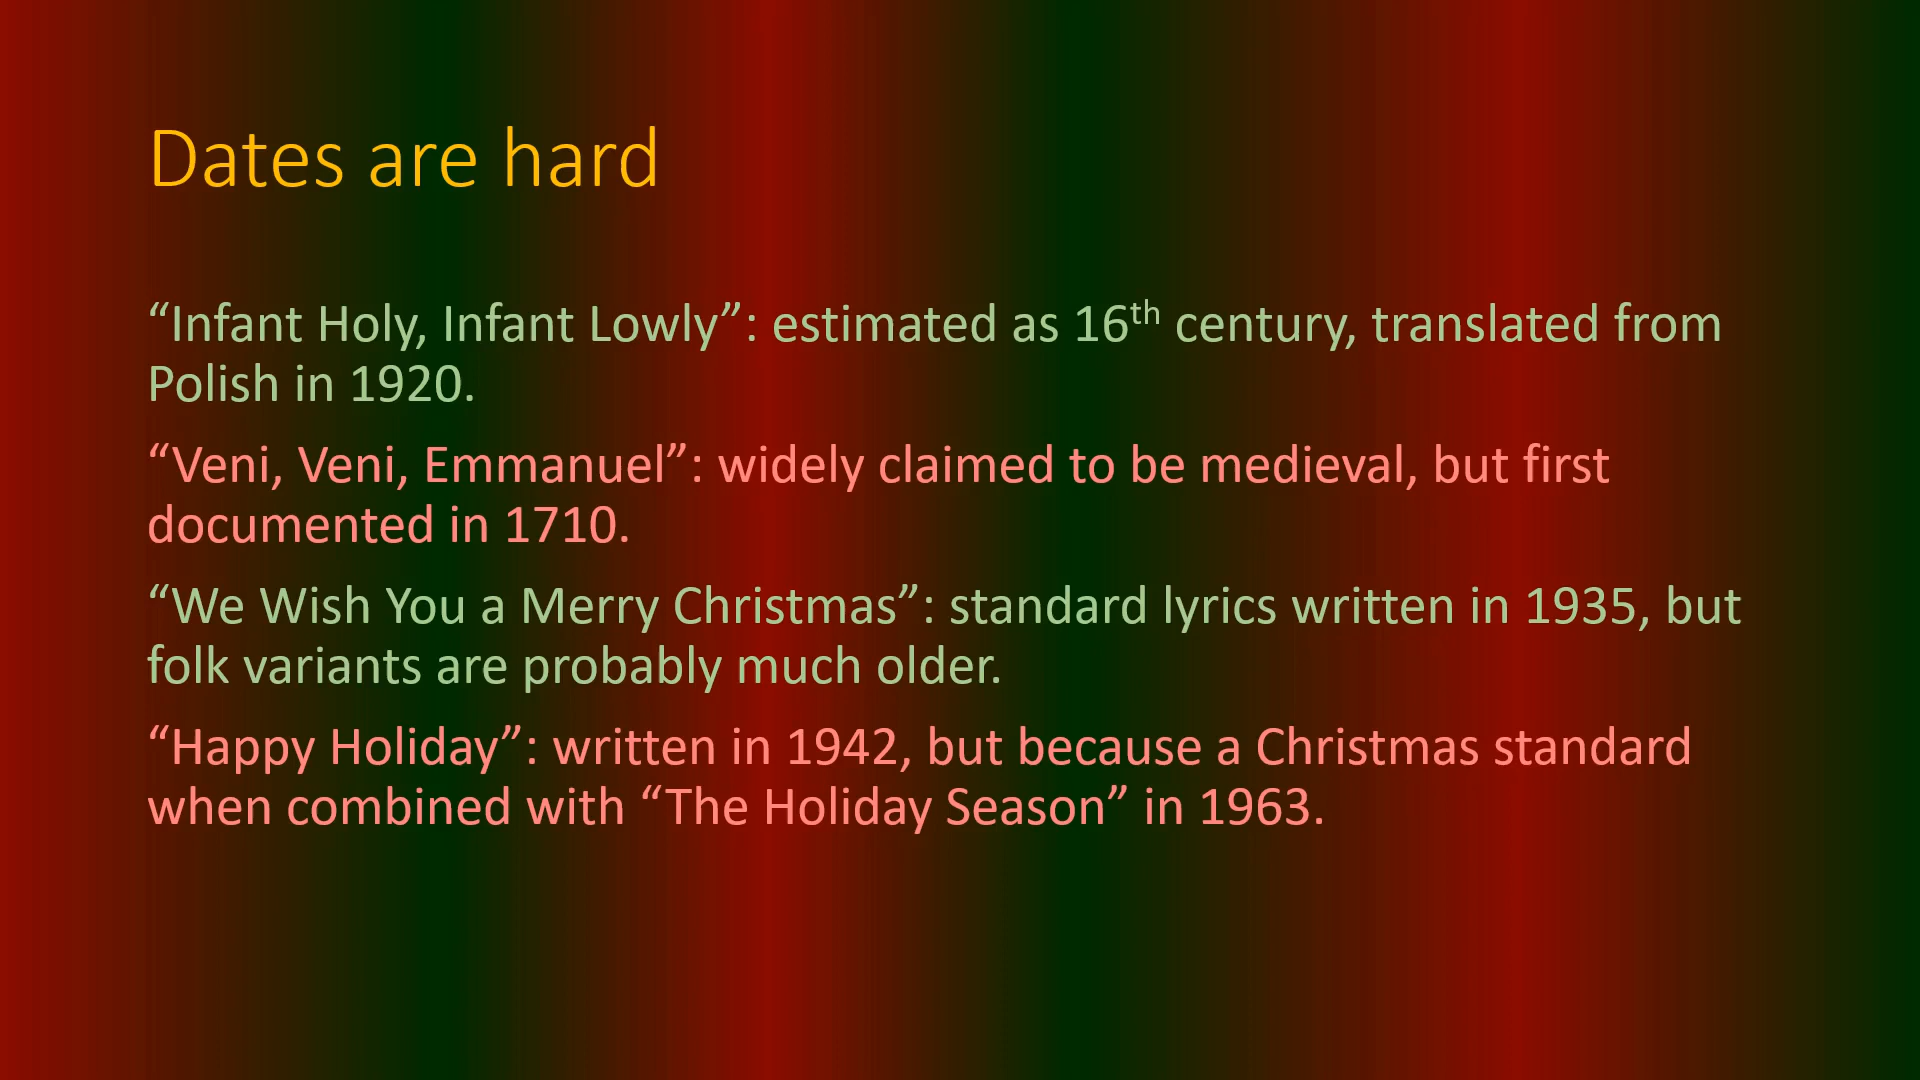 Dates are hard
“Infant Holy, Infant Lowly”: estimated as 16th century, translated from
Polish in 1920.
“Veni, Veni, Emmanuel”: widely claimed to be medieval, but first
documented in 1710.
“We Wish You a Merry Christmas”: standard lyrics written in 1935, but
folk variants are probably much older.
“Happy Holiday”: written in 1942, but because a Christmas standard
when combined with “The Holiday Season” in 1963.